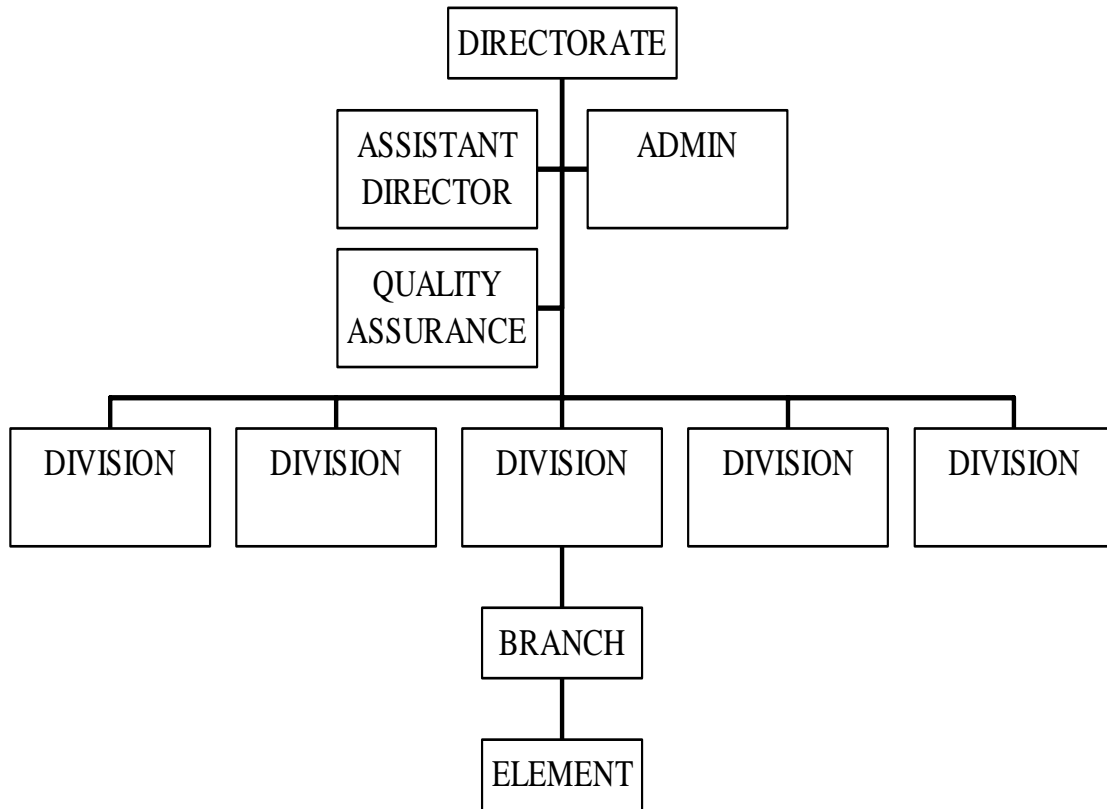 DIRECTORATE
ASSISTANT
DIRECTOR
ADMIN
QUALITY
ASSURANCE
DIVISION
DIVISION
DIVISION
DIVISION
DIVISION
BRANCH
ELEMENT